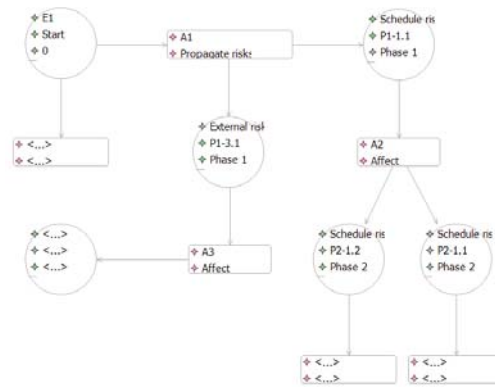 E1
Start
0
A1
Propagate risks
Schedule ris
P1-1.1
Phase 1
<...>
<...>
External risk
P1-3.1
Phase 1
A2
Affect
<...>
<...>
<...>
A3
Affect
Schedule ris
P2-1.2
Phase 2
Schedule ris
P2-1.1
Phase 2
<...>
<...>
<...>
<...>